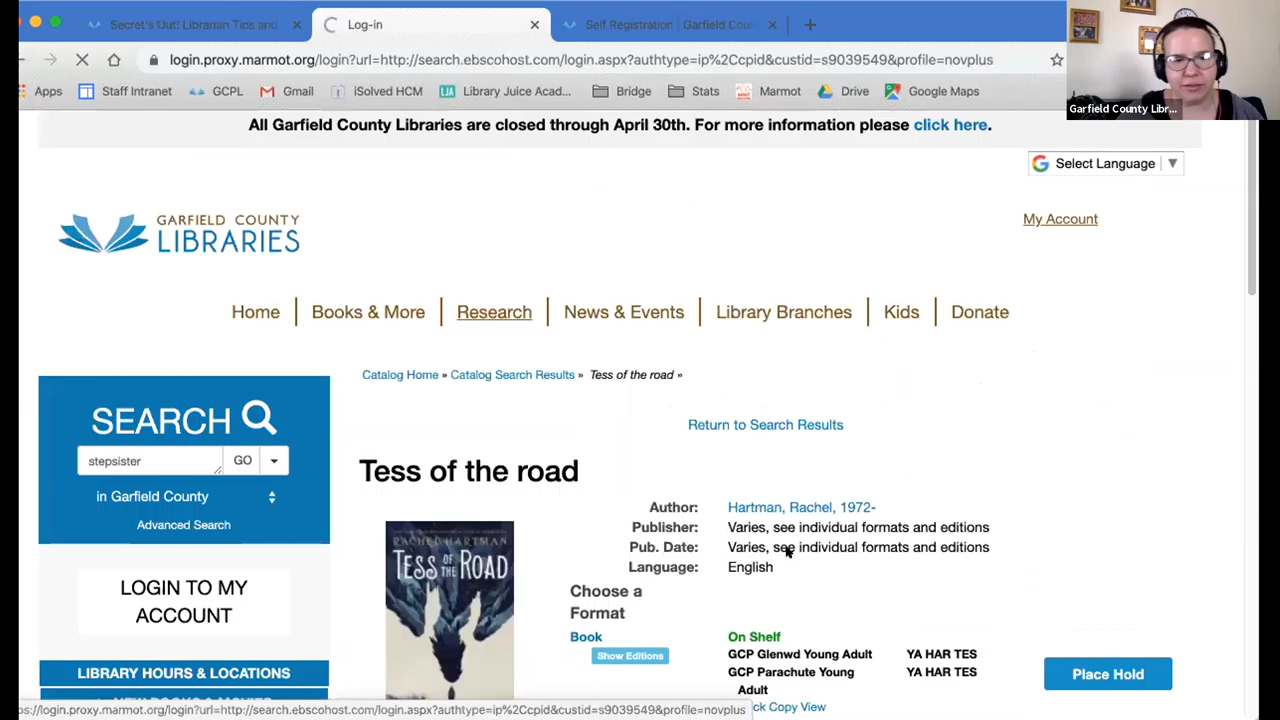 Secret's Out! Librarian Tips and
Log-in
Self Registration | Garfield Cou
login.proxy.marmot.org/login?url=http://search.ebscohost.com/login.aspx?authtype=ip%2Ccpid&custid=s9039549&profile=novplus
Apps
Staff Intranet
GCPL
Gmail
iSolved HCM
Library Juice Acad...
Bridge
Stats
Marmot
Drive
Google Maps
Garfield County Libr...
All Garfield County Libraries are closed through April 30th. For more information please click here.
Select Language
GARFIELD COUNTY
LIBRARIES
My Account
Home
Books & More
Research
News & Events
Library Branches
Kids
Donate
Catalog Home » Catalog Search Results » Tess of the road »
SEARCH
stepsister
GO
in Garfield County
Advanced Search
LOGIN TO MY
ACCOUNT
LIBRARY HOURS & LOCATIONS
Return to Search Results
Tess of the road
Author: Hartman, Rachel, 1972-
Publisher: Varies, see individual formats and editions
Pub. Date: Varies, see individual formats and editions
Language: English
RACHEL HARTMAN
TESS OF THE ROAD
Choose a
Format
Book
Show Editions
On Shelf
GCP Glenwd Young Adult YA HAR TES
GCP Parachute Young YA HAR TES
Adult
Place Hold
ck Copy View
ps://login.proxy.marmot.org/login?url=http://search.ebscohost.com/login.aspx?authtype=ip%2Ccpid&custid=s9039549&profile=novplus